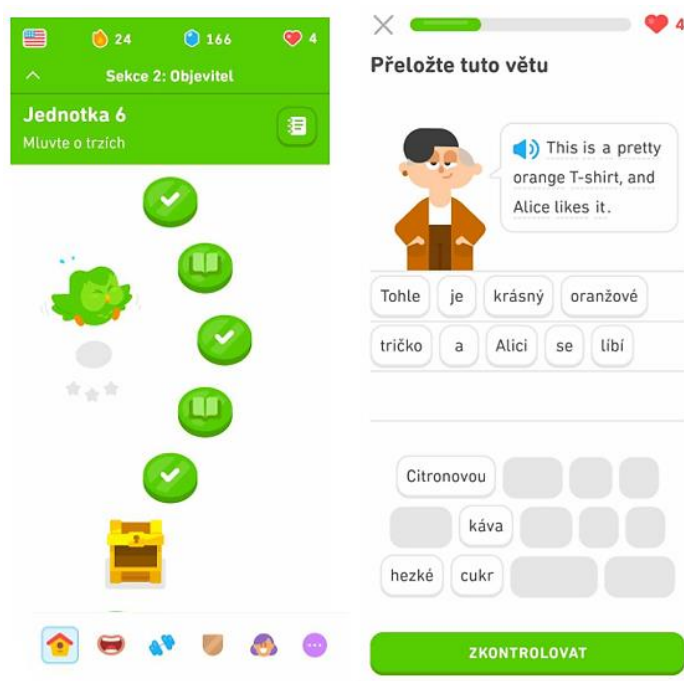 24 166 4
Sekce 2: Objevitel
Jednotka 6
Mluvte o trzích
4
Přeložte tuto větu
This is a pretty
orange T-shirt, and
Alice likes it.
Tohle je krásný oranžové
tričko a Alici se líbí
Citronovou
káva
hezké cukr
ZKONTROLOVAT